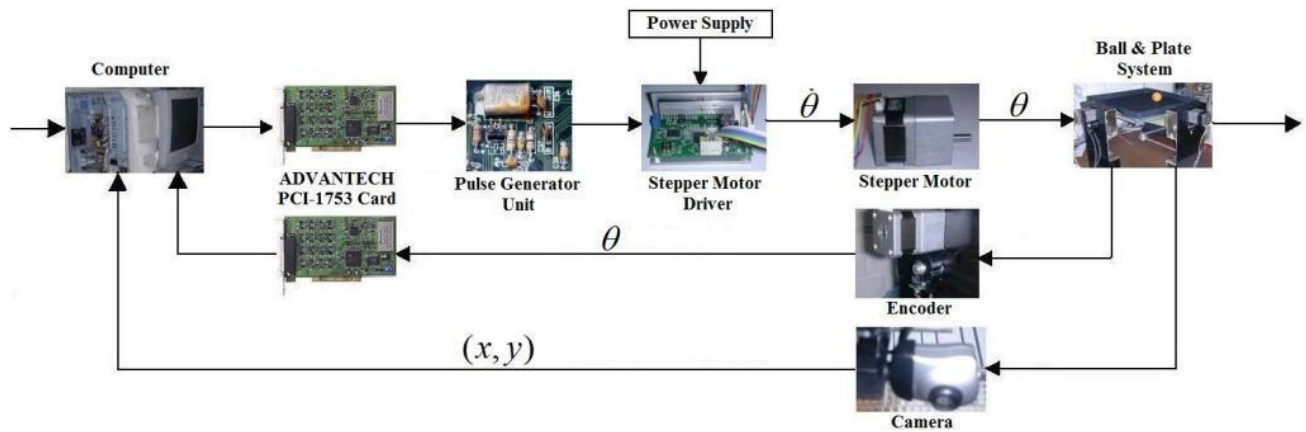 Power Supply
Computer
Ball & Plate
System
θ̇
θ
ADVANTECH
PCI-1753 Card
Pulse Generator
Unit
Stepper Motor
Driver
Stepper Motor
θ
Encoder
(x, y)
Camera